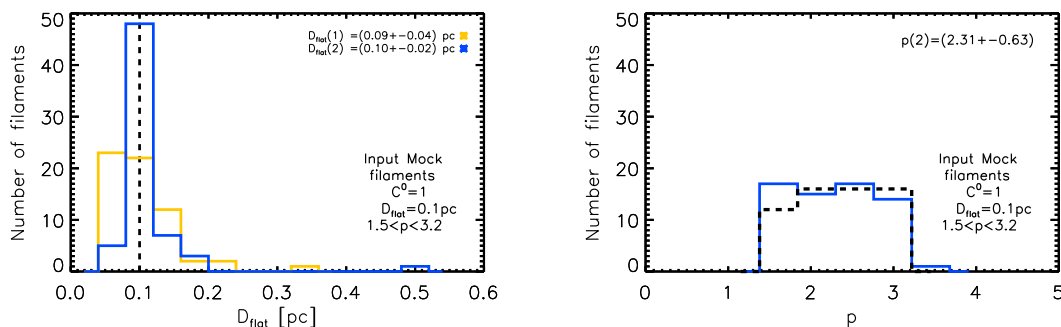 50
40
30
20
10
0
Number of filaments
D_flat(1) =(0.09+-0.04) pc
D_flat(2) =(0.10+-0.02) pc
Input Mock
filaments
C⁰=1
D_flat=0.1pc
1.5<p<3.2
0.0 0.1 0.2 0.3 0.4 0.5 0.6
D_flat [pc]
50
40
30
20
10
0
Number of filaments
p(2)=(2.31+-0.63)
Input Mock
filaments
C⁰=1
D_flat=0.1pc
1.5<p<3.2
0 1 2 3 4 5
p